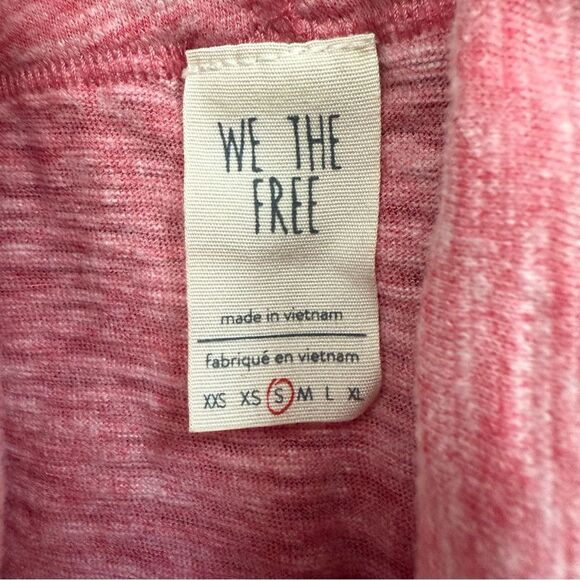 WE THE
FREE
made in vietnam
fabriqué en vietnam
XXS XS S M L XL